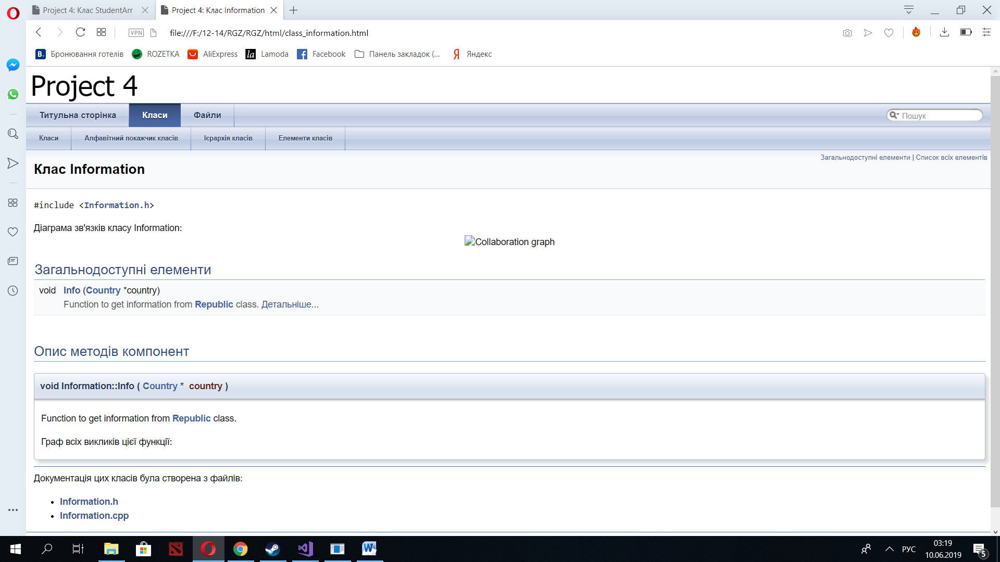 Project 4: Клас StudentArr
Project 4: Клас Information
VPN
file:///F:/12-14/RGZ/RGZ/html/class_information.html
B.
Бронювання готелів
ROZETKA
AliExpress
la
Lamoda
Facebook
Панель закладок (...
Я
Яндекс
Project 4
Титульна сторінка
Класи
Файли
Пошук
Класи
Алфавітний покажчик класів
Ієрархія класів
Елементи класів
Загальнодоступні елементи | Список всіх елементів
Клас Information
#include <Information.h>
Діаграма зв'язків класу Information:
Collaboration graph
Загальнодоступні елементи
void Info (Country *country)
Function to get information from Republic class. Детальніше...
Опис методів компонент
void Information::Info ( Country * country )
Function to get information from Republic class.
Граф всіх викликів цієї функції:
Документація цих класів була створена з файлів:
• Information.h
• Information.cpp
РУС
03:19
10.06.2019
5